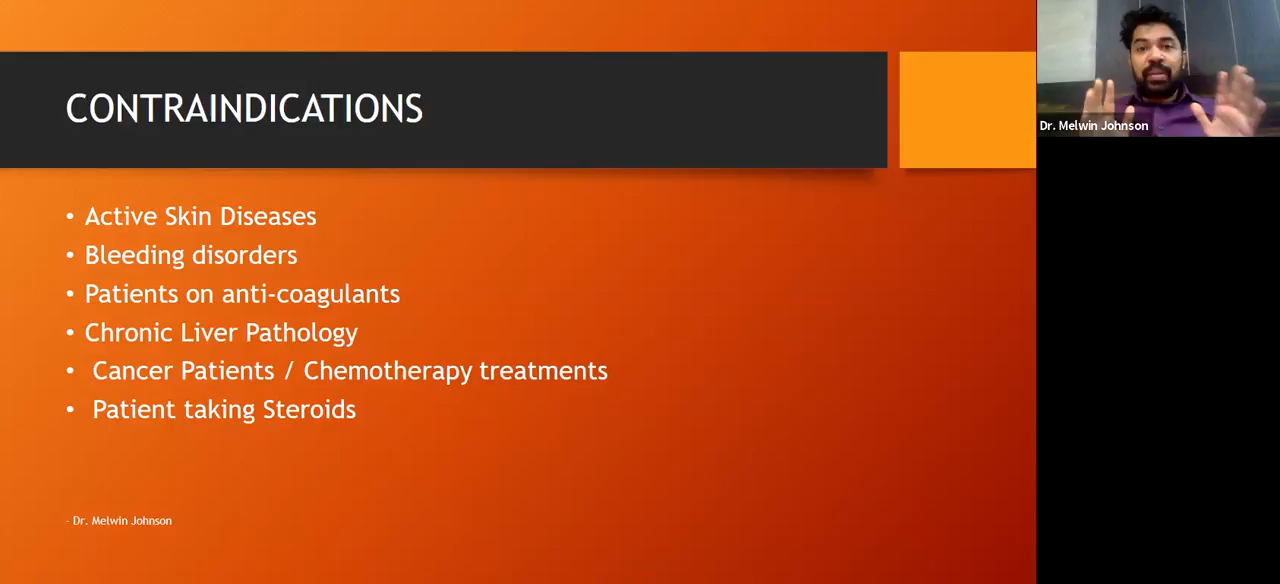 CONTRAINDICATIONS
• Active Skin Diseases
• Bleeding disorders
• Patients on anti-coagulants
• Chronic Liver Pathology
• Cancer Patients / Chemotherapy treatments
• Patient taking Steroids
- Dr. Melwin Johnson
Dr. Melwin Johnson